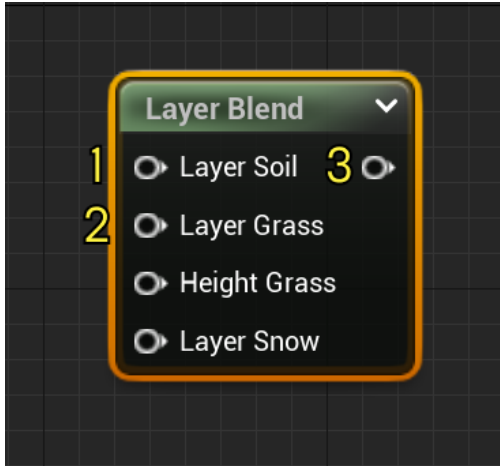 Layer Blend
1 Layer Soil 3
2 Layer Grass
Height Grass
Layer Snow